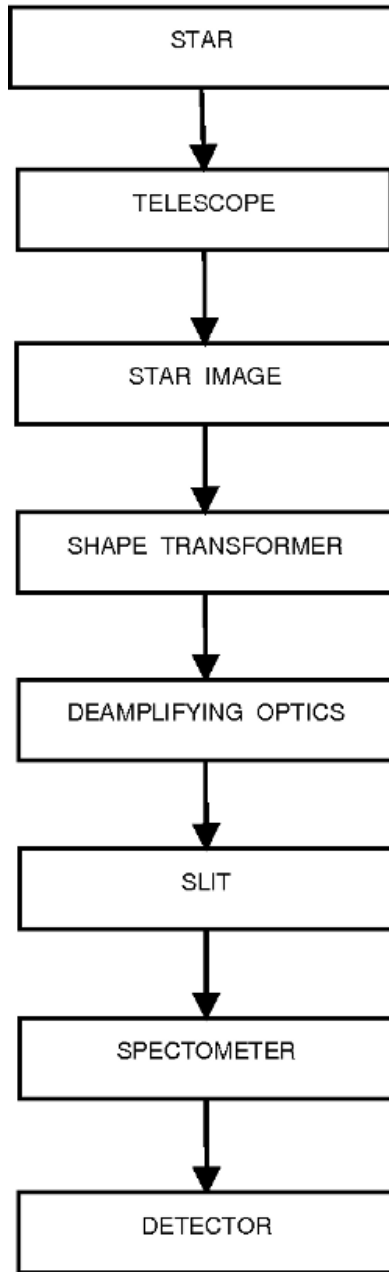 STAR
TELESCOPE
STAR IMAGE
SHAPE TRANSFORMER
DEAMPLIFYING OPTICS
SLIT
SPECTOMETER
DETECTOR